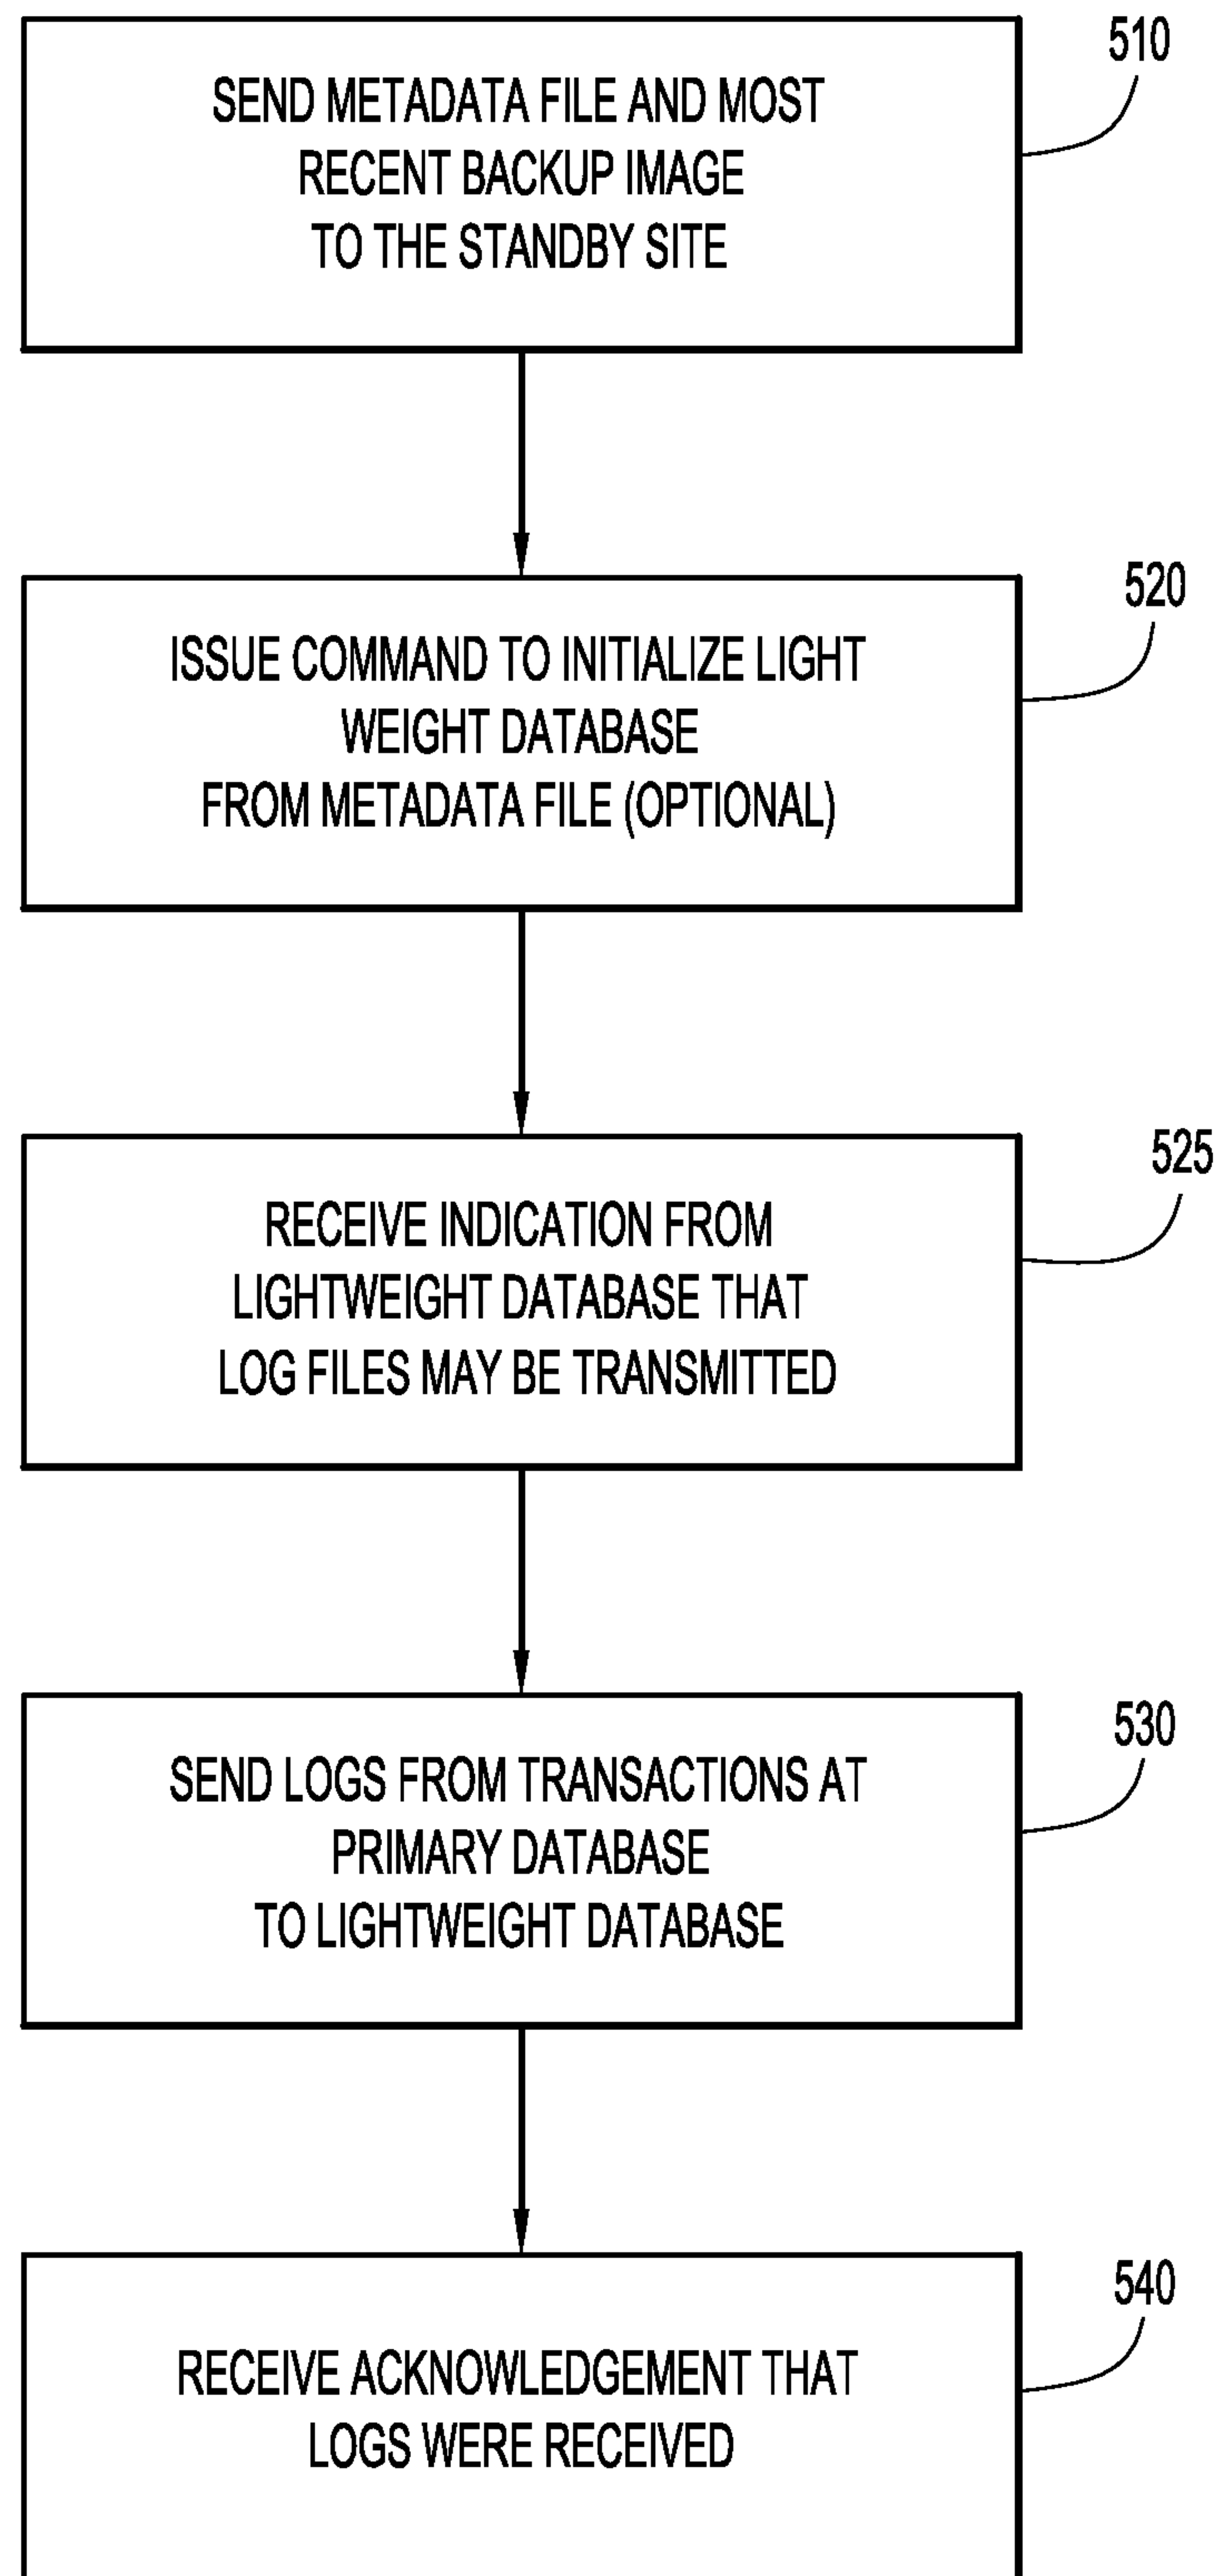 510
SEND METADATA FILE AND MOST
RECENT BACKUP IMAGE
TO THE STANDBY SITE
520
ISSUE COMMAND TO INITIALIZE LIGHT
WEIGHT DATABASE
FROM METADATA FILE (OPTIONAL)
525
RECEIVE INDICATION FROM
LIGHTWEIGHT DATABASE THAT
LOG FILES MAY BE TRANSMITTED
530
SEND LOGS FROM TRANSACTIONS AT
PRIMARY DATABASE
TO LIGHTWEIGHT DATABASE
540
RECEIVE ACKNOWLEDGEMENT THAT
LOGS WERE RECEIVED